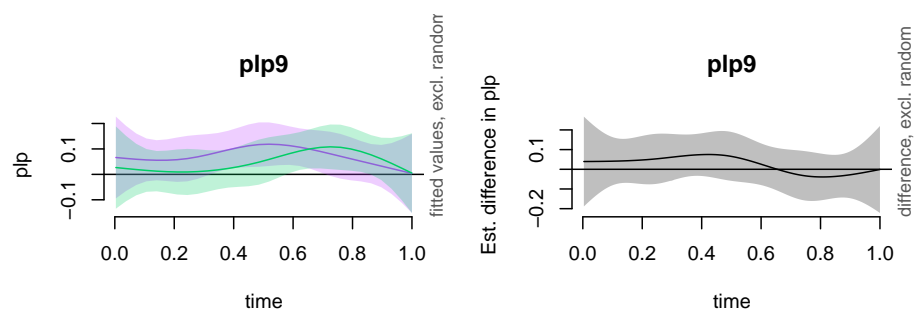 plp9
plp
0.1
−0.1
0.0 0.2 0.4 0.6 0.8 1.0
time
fitted values, excl. random
plp9
Est. difference in plp
0.1
−0.2
0.0 0.2 0.4 0.6 0.8 1.0
time
difference, excl. random